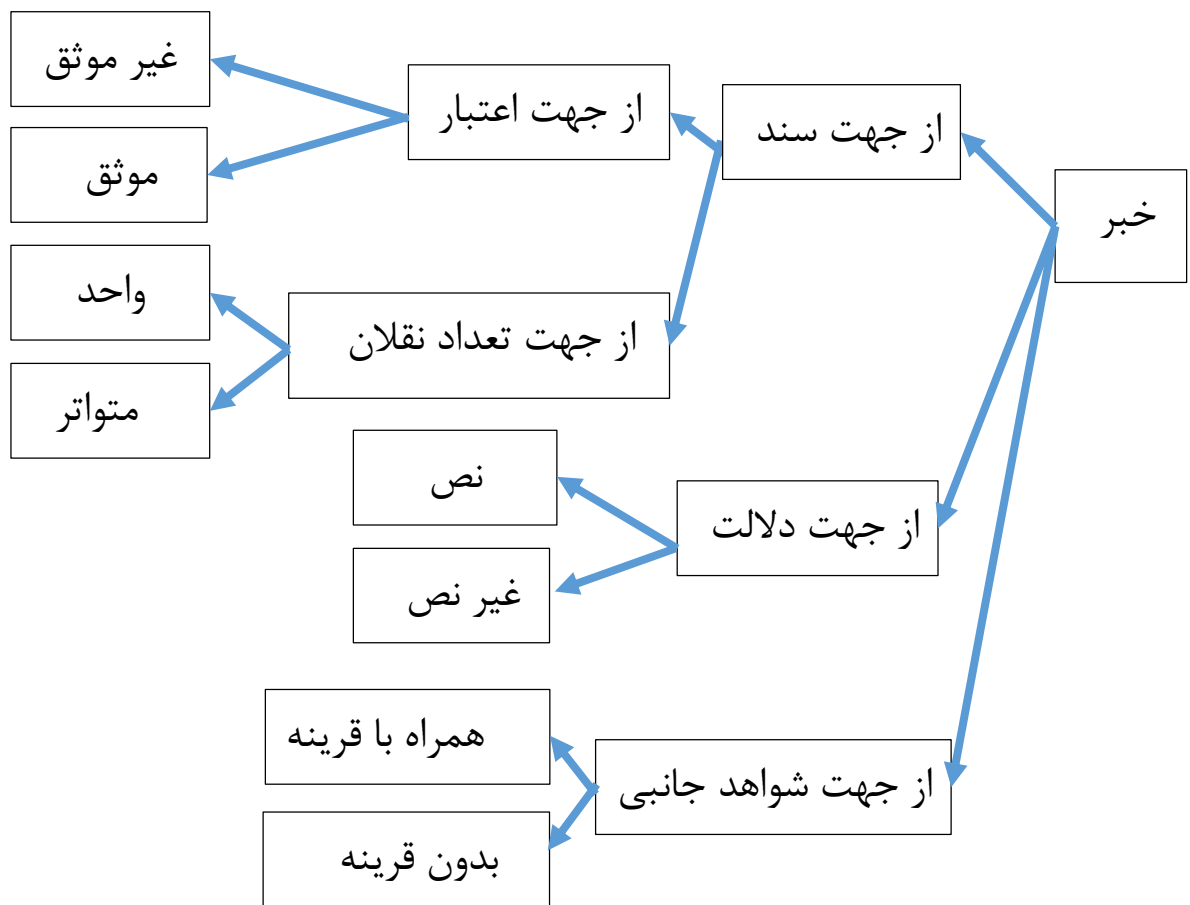 خبر
از جهت سند
از جهت اعتبار
غیر موثق
موثق
از جهت تعداد نقلان
واحد
متواتر
از جهت دلالت
نص
غیر نص
از جهت شواهد جانبی
همراه با قرینه
بدون قرینه